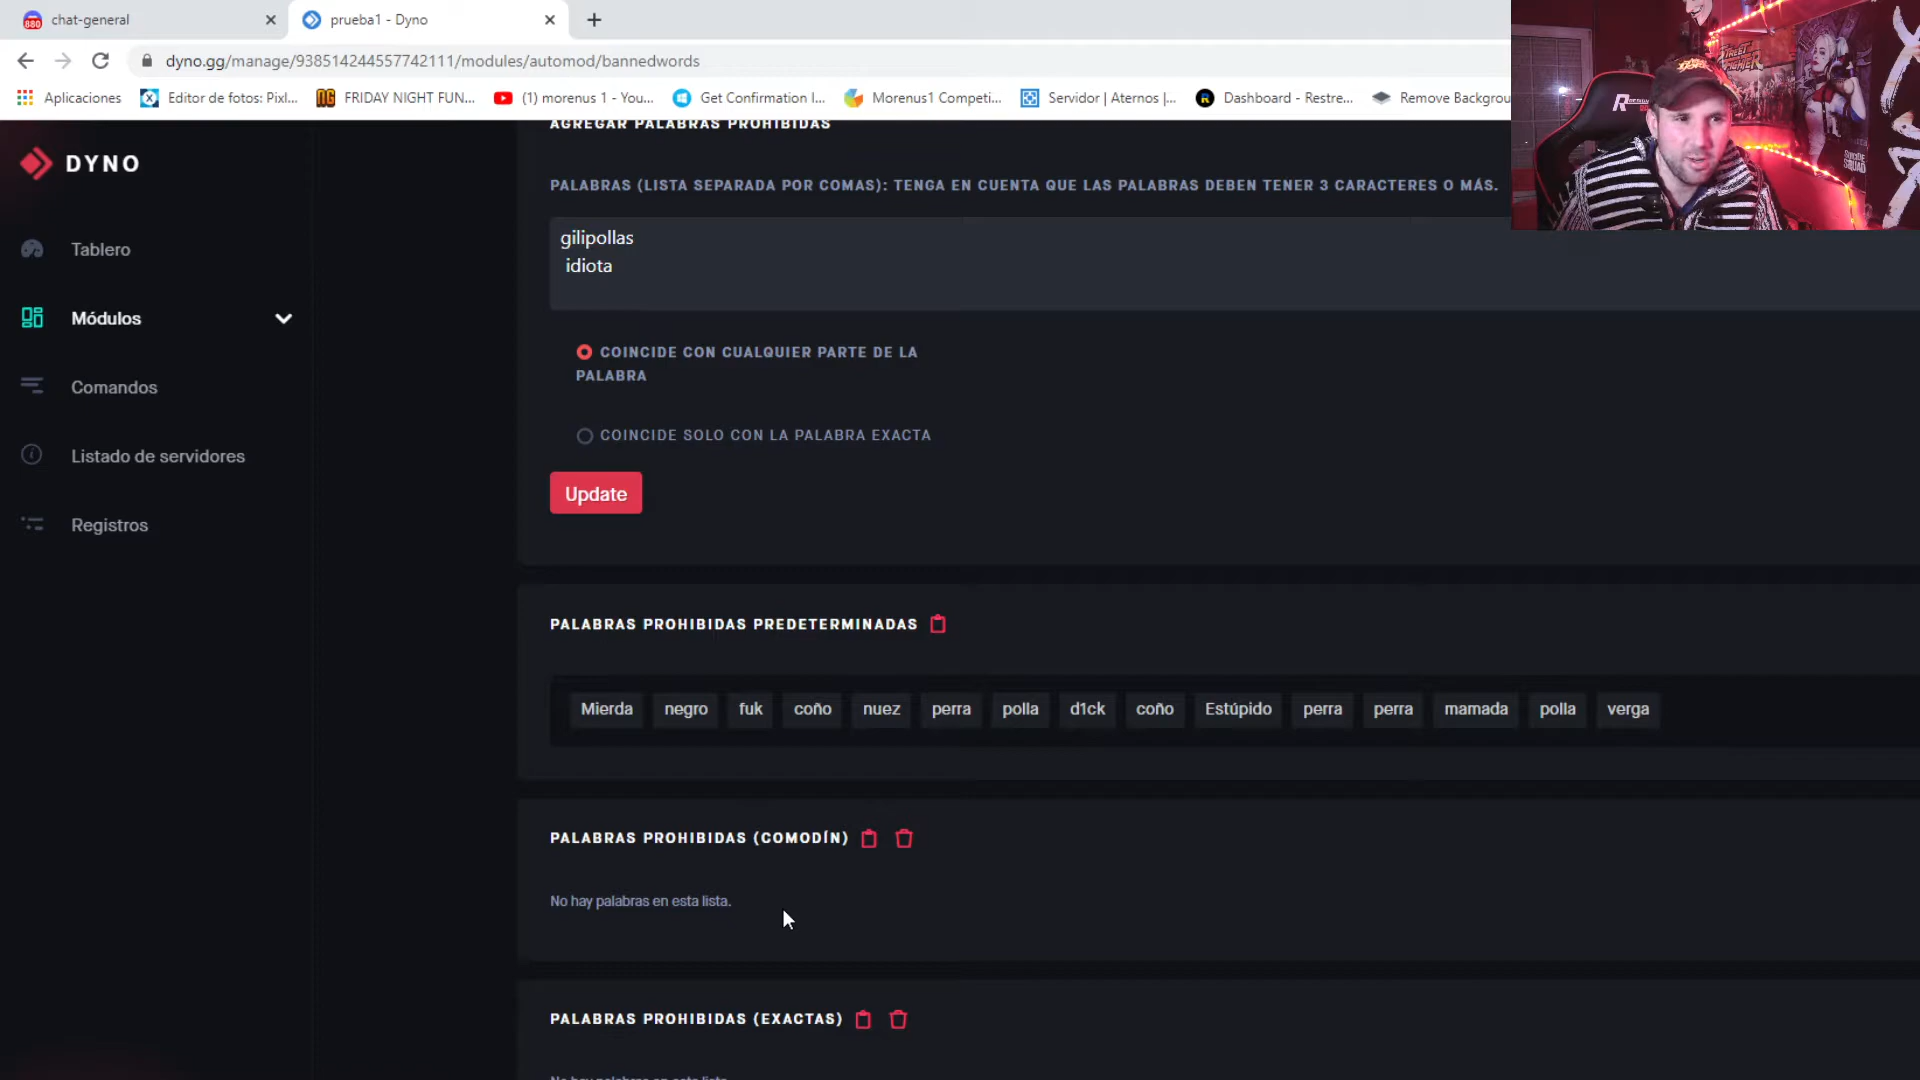 chat-general
prueba1 - Dyno
dyno.gg/manage/938514244557742111/modules/automod/bannedwords
Aplicaciones
Editor de fotos: Pixl...
FRIDAY NIGHT FUN...
(1) morenus 1 - You...
Get Confirmation I...
Morenus1 Competi...
Servidor | Aternos |...
Dashboard - Restre...
Remove Backgrou
DYNO
Tablero
Módulos
Comandos
Listado de servidores
Registros
AGREGAR PALABRAS PROHIBIDAS
PALABRAS (LISTA SEPARADA POR COMAS): TENGA EN CUENTA QUE LAS PALABRAS DEBEN TENER 3 CARACTERES O MÁS.
gilipollas
idiota
COINCIDE CON CUALQUIER PARTE DE LA
PALABRA
COINCIDE SOLO CON LA PALABRA EXACTA
Update
PALABRAS PROHIBIDAS PREDETERMINADAS
Mierda negro fuk coño nuez perra polla d1ck coño Estúpido perra perra mamada polla verga
PALABRAS PROHIBIDAS (COMODÍN)
No hay palabras en esta lista.
PALABRAS PROHIBIDAS (EXACTAS)
STREET
FIGHTER
SUICIDE
SQUAD